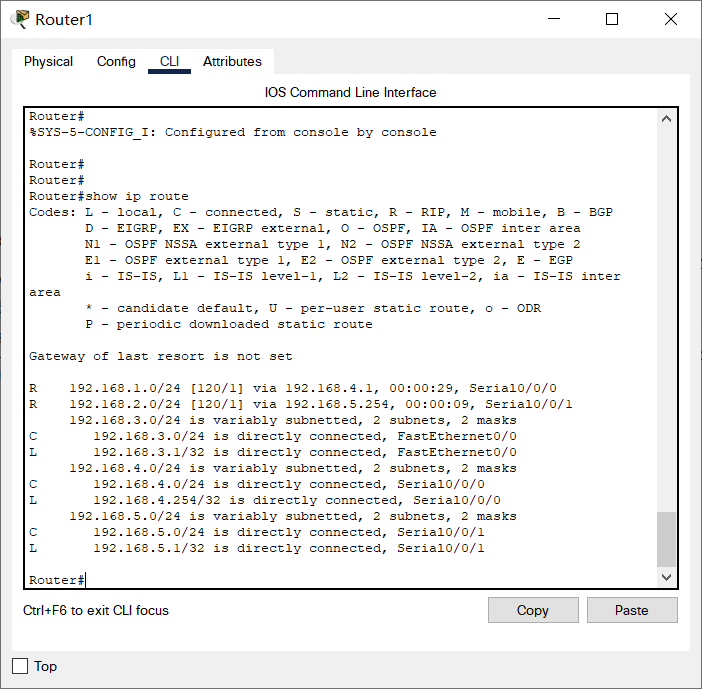 Router1
Physical Config CLI Attributes
IOS Command Line Interface
Router#
%SYS-5-CONFIG_I: Configured from console by console
Router#
Router#
Router#show ip route
Codes: L - local, C - connected, S - static, R - RIP, M - mobile, B - BGP
       D - EIGRP, EX - EIGRP external, O - OSPF, IA - OSPF inter area
       N1 - OSPF NSSA external type 1, N2 - OSPF NSSA external type 2
       E1 - OSPF external type 1, E2 - OSPF external type 2, E - EGP
       i - IS-IS, L1 - IS-IS level-1, L2 - IS-IS level-2, ia - IS-IS inter
area
       * - candidate default, U - per-user static route, o - ODR
       P - periodic downloaded static route
Gateway of last resort is not set
R    192.168.1.0/24 [120/1] via 192.168.4.1, 00:00:29, Serial0/0/0
R    192.168.2.0/24 [120/1] via 192.168.5.254, 00:00:09, Serial0/0/1
     192.168.3.0/24 is variably subnetted, 2 subnets, 2 masks
C       192.168.3.0/24 is directly connected, FastEthernet0/0
L       192.168.3.1/32 is directly connected, FastEthernet0/0
     192.168.4.0/24 is variably subnetted, 2 subnets, 2 masks
C       192.168.4.0/24 is directly connected, Serial0/0/0
L       192.168.4.254/32 is directly connected, Serial0/0/0
     192.168.5.0/24 is variably subnetted, 2 subnets, 2 masks
C       192.168.5.0/24 is directly connected, Serial0/0/1
L       192.168.5.1/32 is directly connected, Serial0/0/1
Router#
Ctrl+F6 to exit CLI focus
Copy Paste
Top